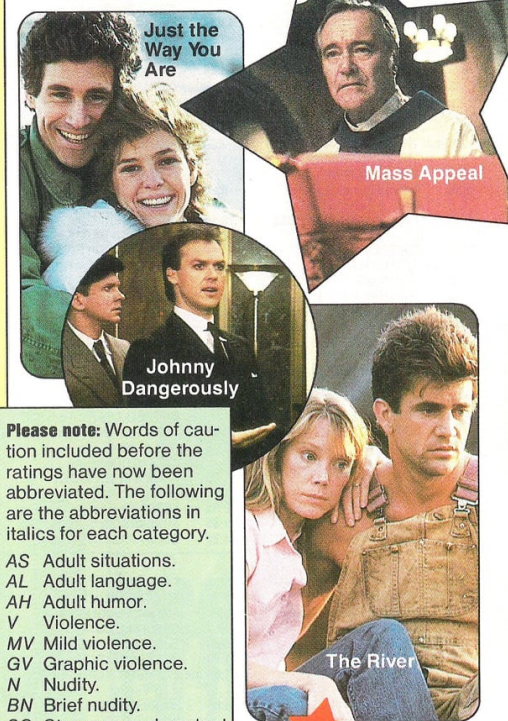 Just the
Way You
Are
Mass Appeal
Johnny
Dangerously
The River
Please note: Words of cau-
tion included before the
ratings have now been
abbreviated. The following
are the abbreviations in
italics for each category.
AS Adult situations.
AL Adult language.
AH Adult humor.
V Violence.
MV Mild violence.
GV Graphic violence.
N Nudity.
BN Brief nudity.